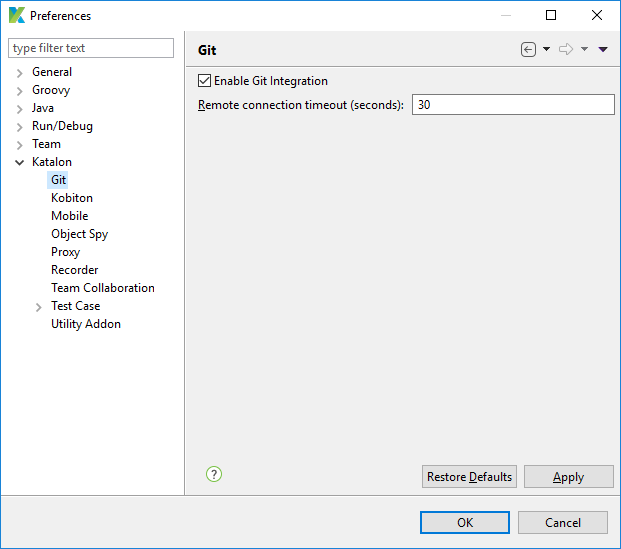 Preferences
type filter text
General
Groovy
Java
Run/Debug
Team
Katalon
Git
Kobiton
Mobile
Object Spy
Proxy
Recorder
Team Collaboration
Test Case
Utility Addon
Git
Enable Git Integration
Remote connection timeout (seconds): 30
?
Restore Defaults Apply
OK Cancel